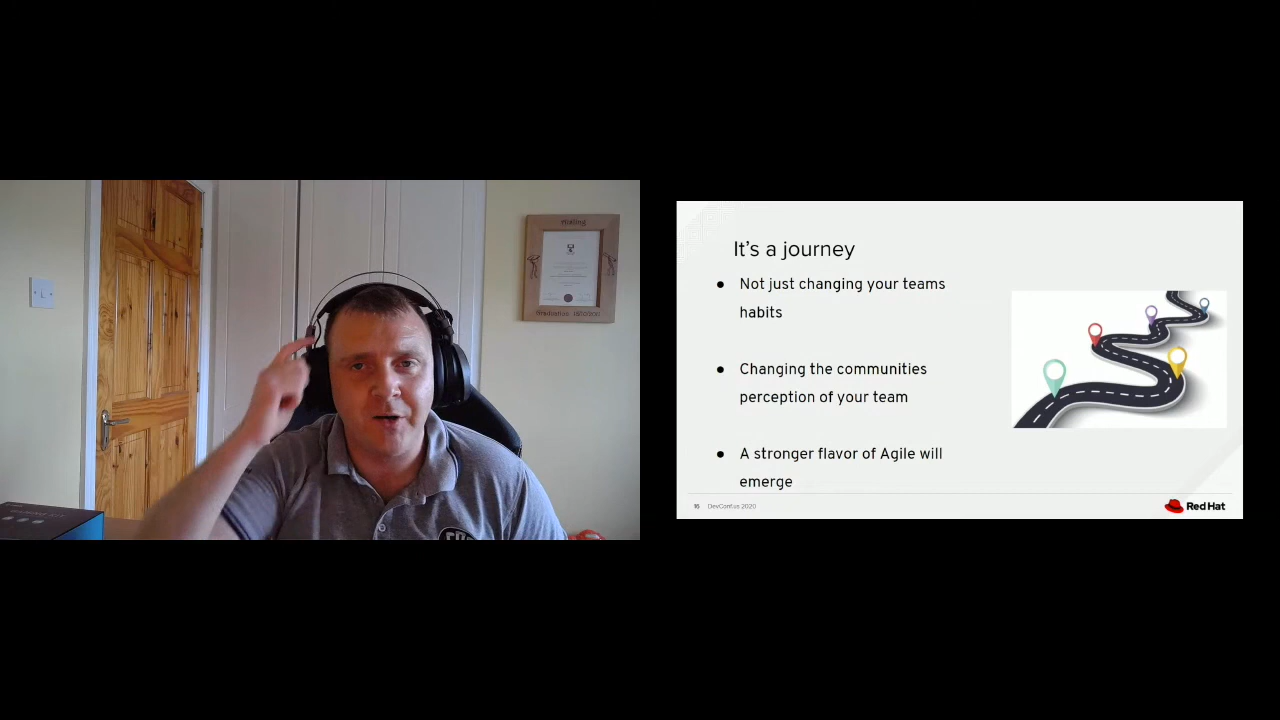 It's a journey
● Not just changing your teams
habits
● Changing the communities
perception of your team
● A stronger flavor of Agile will
emerge
16 DevConf.us 2020
Red Hat